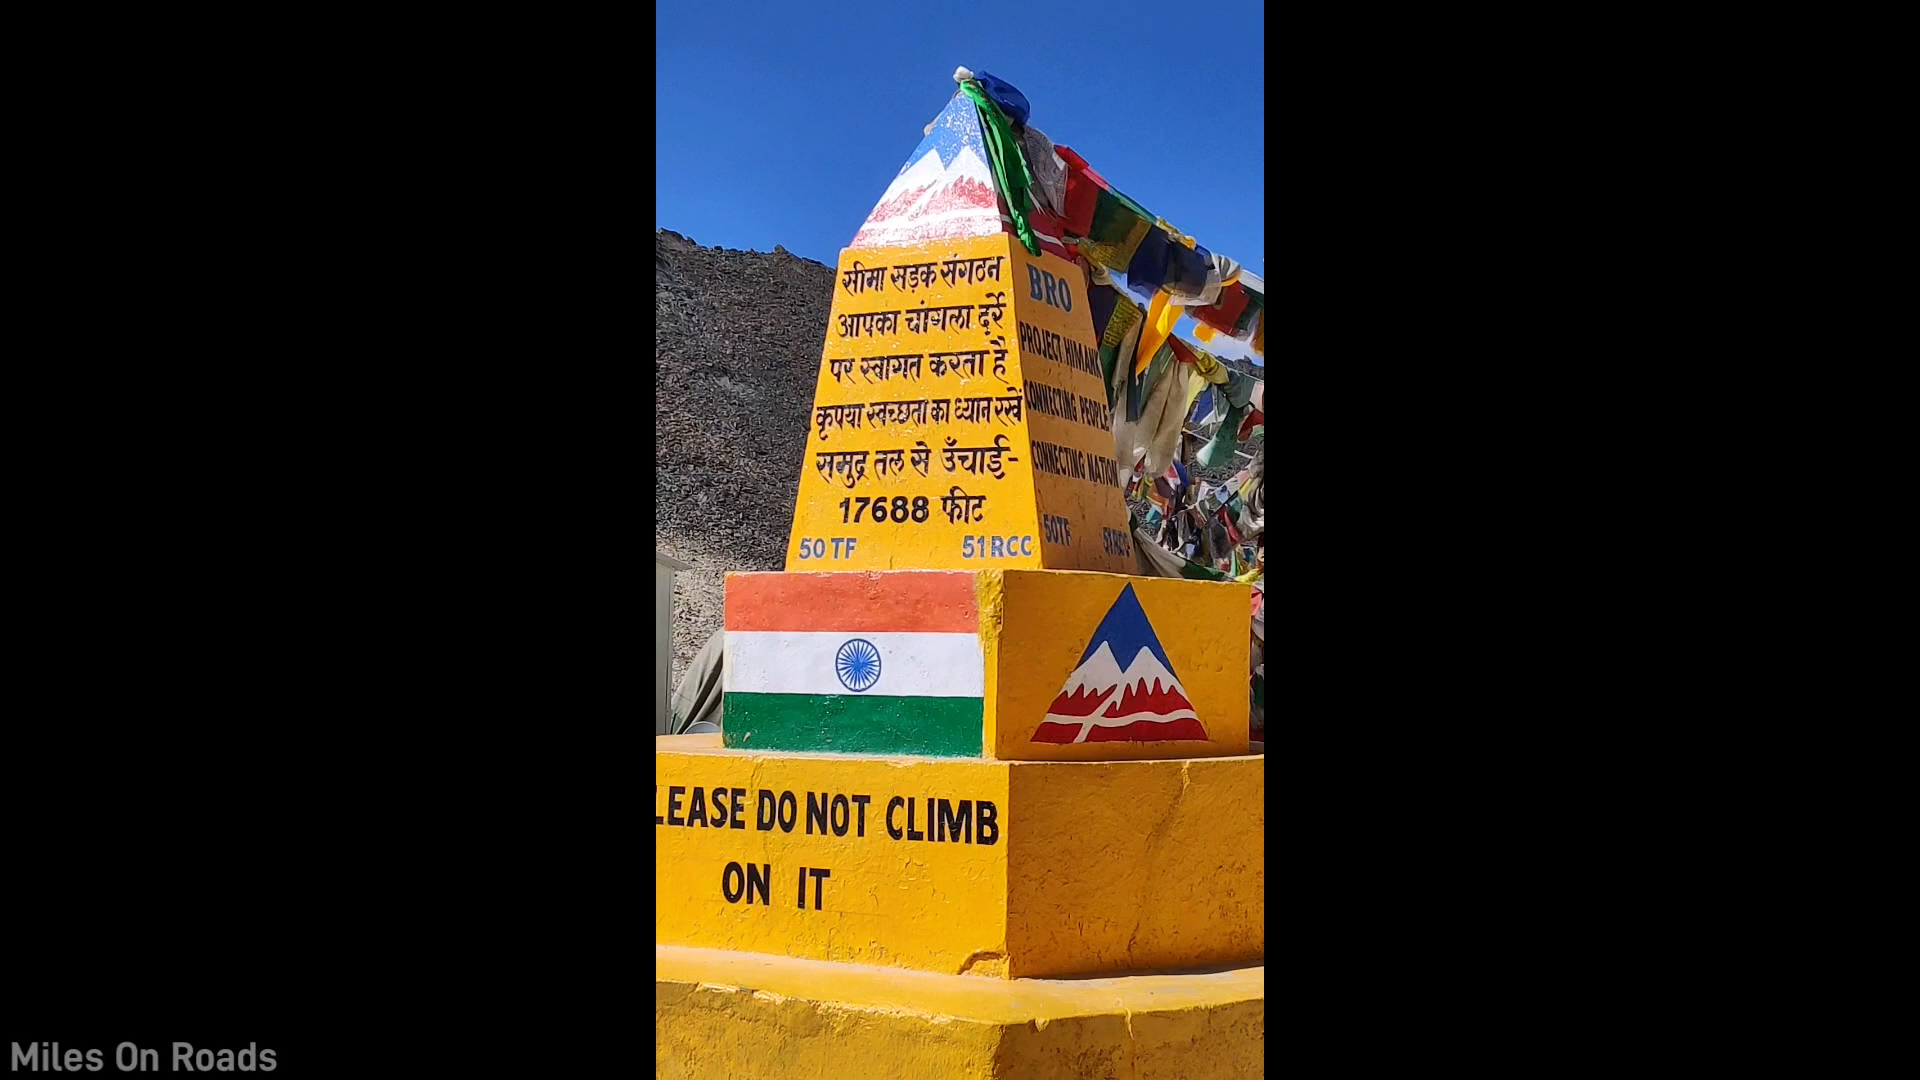 सीमा सड़क संगठन
आपका चांगला दर्रे
पर स्वागत करता है
कृपया स्वच्छता का ध्यान रखें
समुद्र तल से उँचाई-
17688 फीट
50 TF 51 RCC
BRO
PROJECT HIMANK
CONNECTING PEOPLE
CONNECTING NATION
50TF 51RCC
LEASE DO NOT CLIMB
ON IT
Miles On Roads